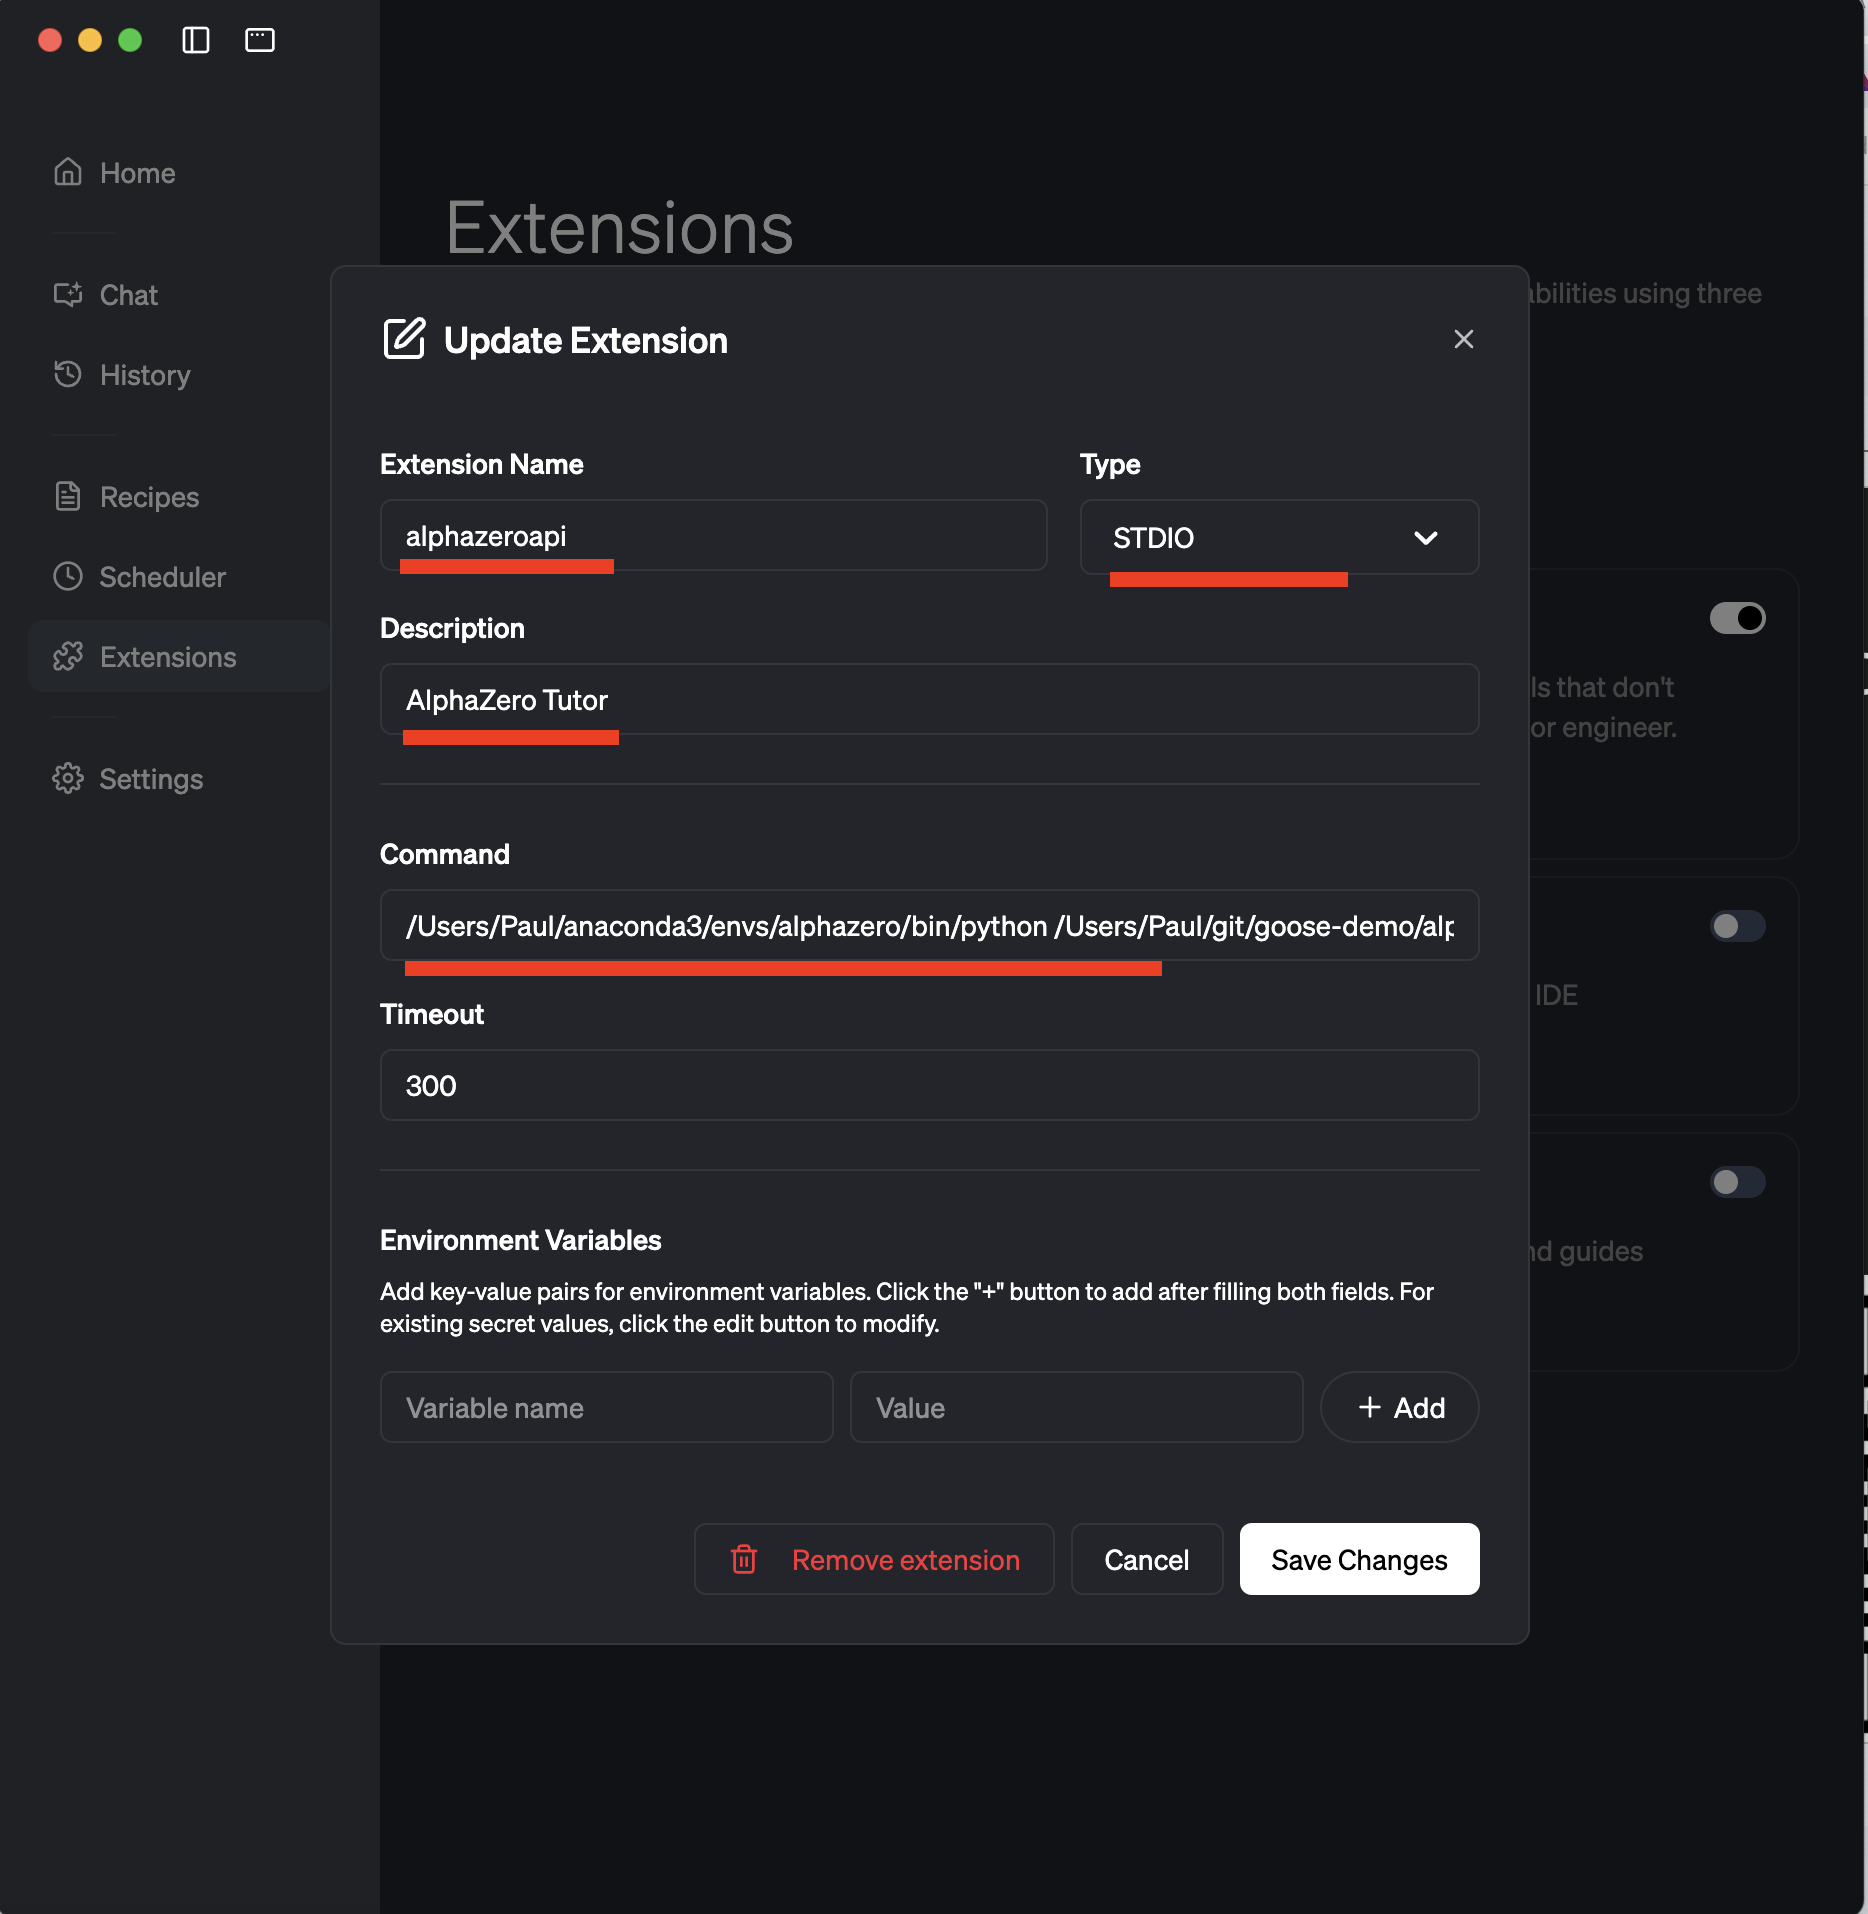 Home
Chat
History
Recipes
Scheduler
Extensions
Settings
Extensions
abilities using three
ls that don't
or engineer.
IDE
nd guides
Update Extension
Extension Name
Type
alphazeroapi
STDIO
Description
AlphaZero Tutor
Command
/Users/Paul/anaconda3/envs/alphazero/bin/python /Users/Paul/git/goose-demo/alp
Timeout
300
Environment Variables
Add key-value pairs for environment variables. Click the "+" button to add after filling both fields. For
existing secret values, click the edit button to modify.
Variable name
Value
+ Add
Remove extension
Cancel
Save Changes